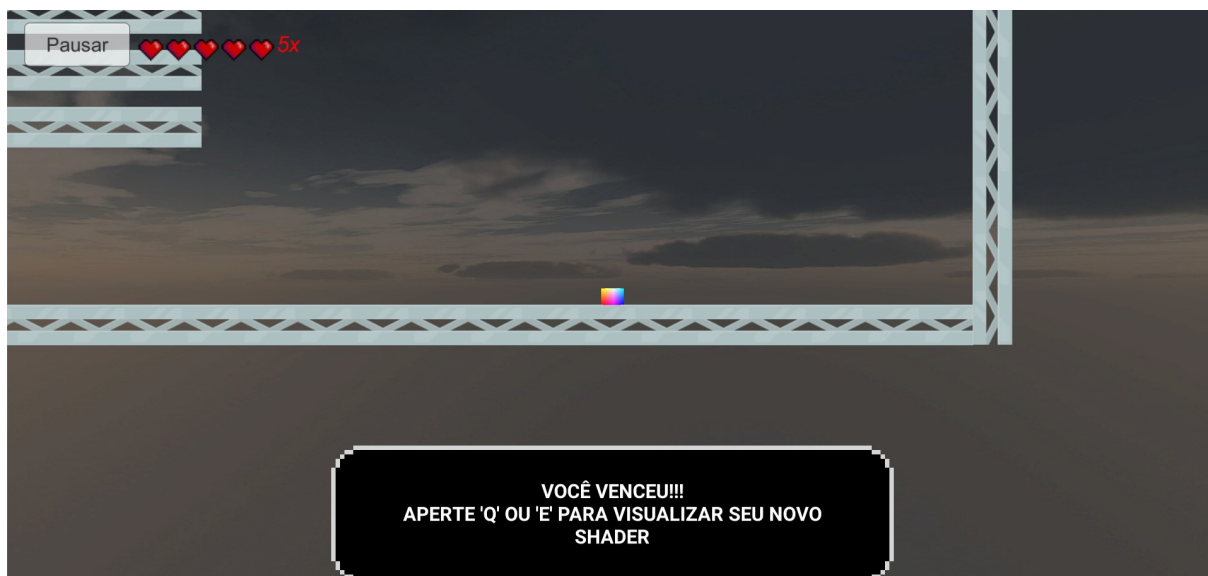 Pausar
5x
VOCÊ VENCEU!!!
APERTE 'Q' OU 'E' PARA VISUALIZAR SEU NOVO
SHADER